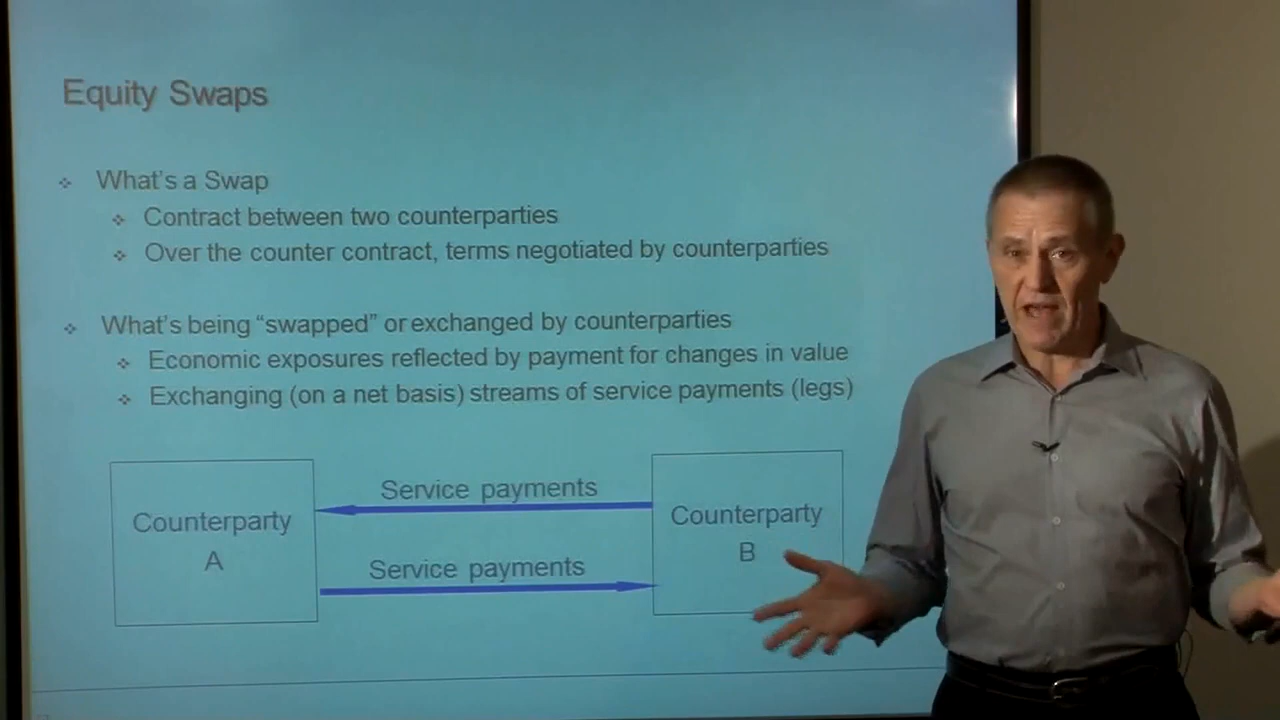 Equity Swaps
What's a Swap
Contract between two counterparties
Over the counter contract, terms negotiated by counterparties
What's being “swapped” or exchanged by counterparties
Economic exposures reflected by payment for changes in value
Exchanging (on a net basis) streams of service payments (legs)
Counterparty
A
Service payments
Service payments
Counterparty
B